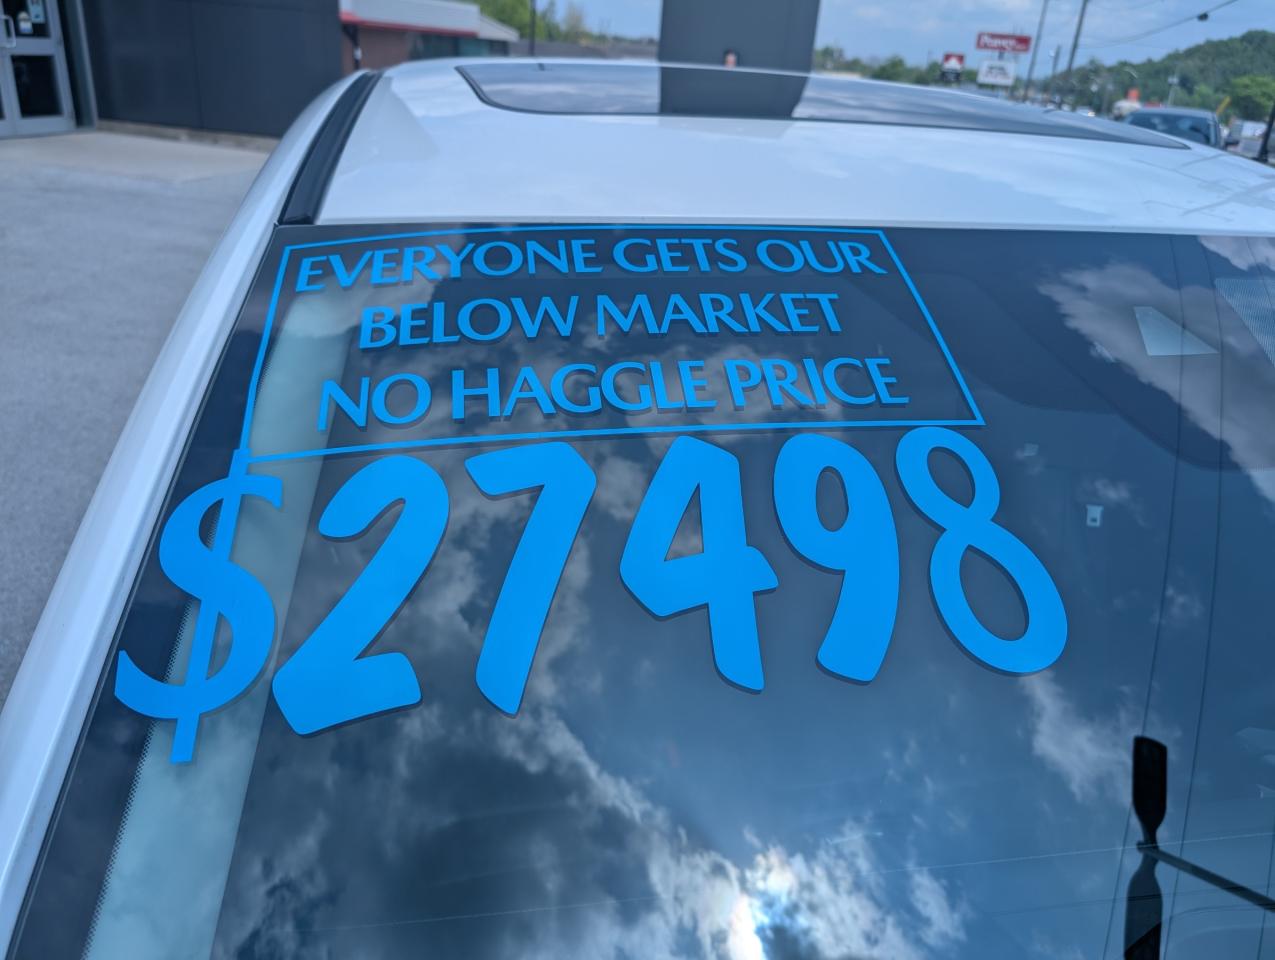 EVERYONE GETS OUR
BELOW MARKET
NO HAGGLE PRICE
$27498